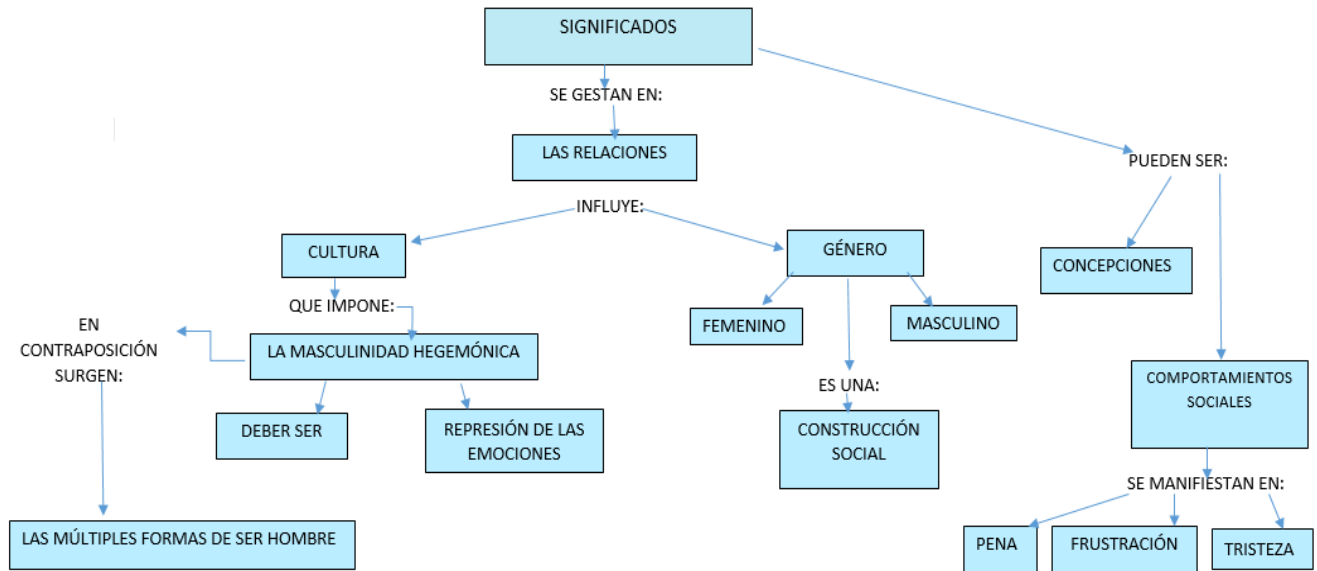 SIGNIFICADOS
SE GESTAN EN:
LAS RELACIONES
PUEDEN SER:
INFLUYE:
CULTURA
GÉNERO
CONCEPCIONES
QUE IMPONE:
FEMENINO
MASCULINO
EN
CONTRAPOSICIÓN
SURGEN:
LA MASCULINIDAD HEGEMÓNICA
ES UNA:
COMPORTAMIENTOS
SOCIALES
DEBER SER
REPRESIÓN DE LAS
EMOCIONES
CONSTRUCCIÓN
SOCIAL
SE MANIFIESTAN EN:
LAS MÚLTIPLES FORMAS DE SER HOMBRE
PENA
FRUSTRACIÓN
TRISTEZA